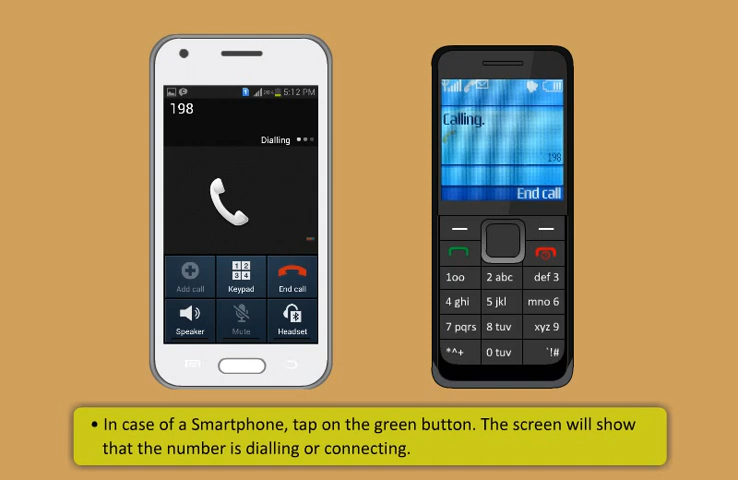 5:12 PM
198
Dialling
Add call
Keypad
End call
Speaker
Mute
Headset
Calling.
198
End call
1oo 2 abc def 3
4 ghi 5 jkl mno 6
7 pqrs 8 tuv xyz 9
*^+ 0 tuv `!#
• In case of a Smartphone, tap on the green button. The screen will show
that the number is dialling or connecting.